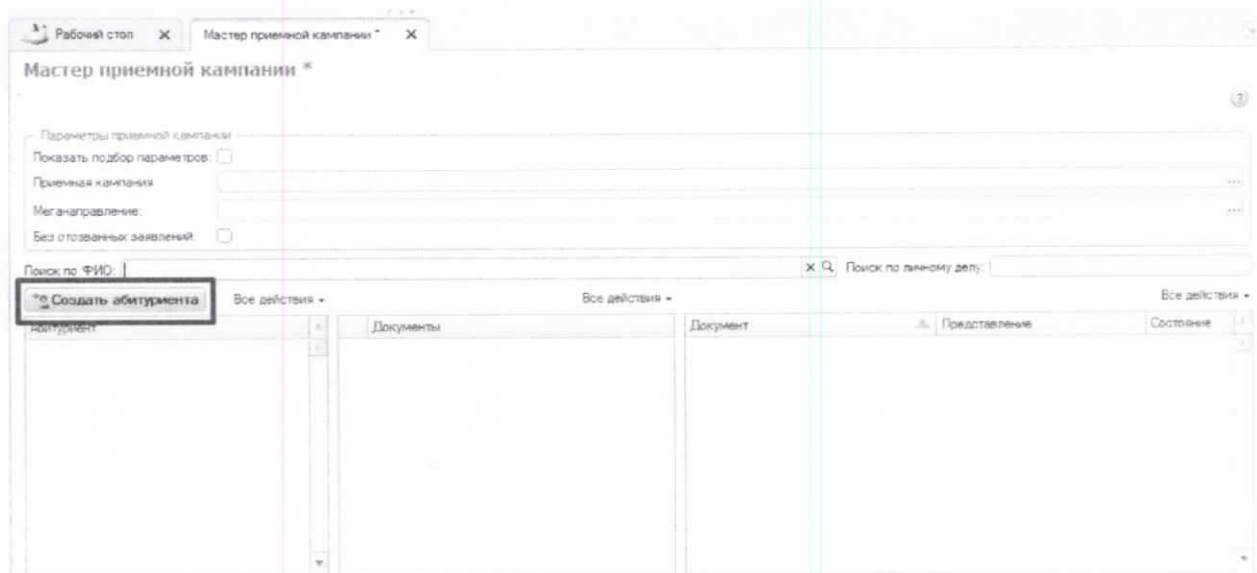 Рабочий стол X Мастер приемной кампании * X
Мастер приемной кампании *
Параметры приемной кампании
Показать подбор параметров:
Приемная кампания
Меганаправление:
Без отозванных заявлений:
Поиск по ФИО: Поиск по личному делу:
Создать абитуриента Все действия Все действия Все действия
Абитуриент Документы Документ Представление Состояние